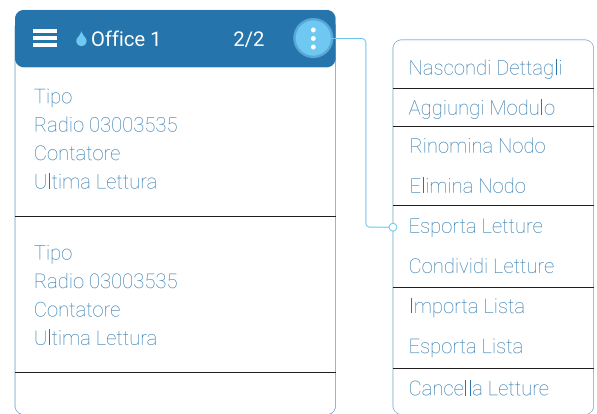 Office 1 2/2
Tipo
Radio 03003535
Contatore
Ultima Lettura
Tipo
Radio 03003535
Contatore
Ultima Lettura
Nascondi Dettagli
Aggiungi Modulo
Rinomina Nodo
Elimina Nodo
Esporta Letture
Condividi Letture
Importa Lista
Esporta Lista
Cancella Letture